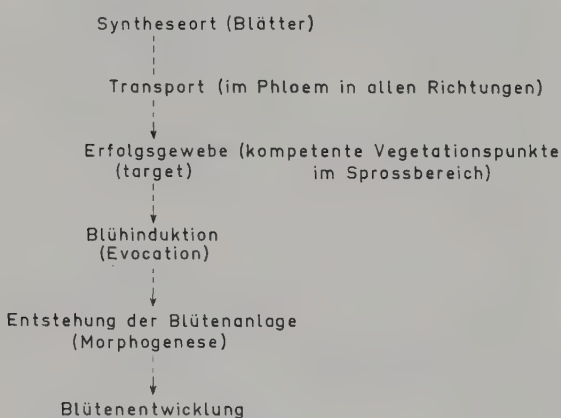 Syntheseort (Blätter)
Transport (im Phloem in allen Richtungen)
Erfolgsgewebe (kompetente Vegetationspunkte
(target) im Sprossbereich)
Blühinduktion
(Evocation)
Entstehung der Blütenanlage
(Morphogenese)
Blütenentwicklung